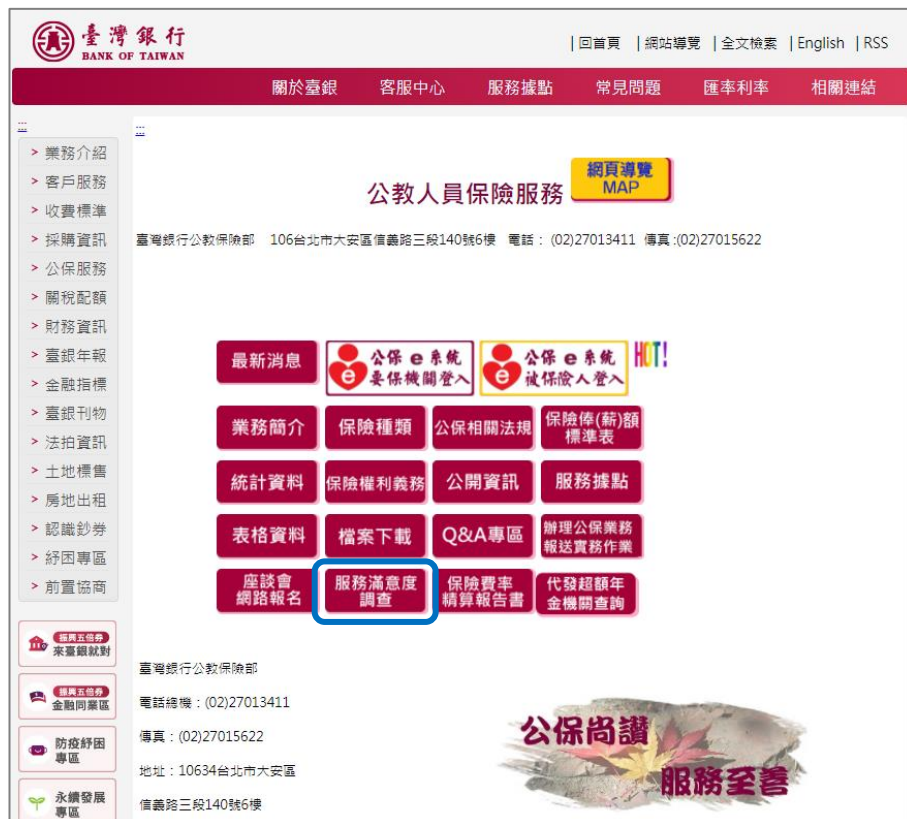 臺灣銀行
BANK OF TAIWAN
|回首頁 |網站導覽 |全文檢索 |English |RSS
關於臺銀 客服中心 服務據點 常見問題 匯率利率 相關連結
:::
:::
> 業務介紹
> 客戶服務
> 收費標準
> 採購資訊
> 公保服務
> 關稅配額
> 財務資訊
> 臺銀年報
> 金融指標
> 臺銀刊物
> 法拍資訊
> 土地標售
> 房地出租
> 認識鈔券
> 紓困專區
> 前置協商
振興五倍券
來臺銀就對
振興五倍券
金融同業區
防疫紓困
專區
永續發展
專區
公教人員保險服務
網頁導覽
MAP
臺灣銀行公教保險部 106台北市大安區信義路三段140號6樓 電話: (02)27013411 傳真:(02)27015622
最新消息
公保 e 系統
要保機關登入
公保 e 系統
被保險人登入
HOT!
業務簡介
保險種類
公保相關法規
保險俸(薪)額
標準表
統計資料
保險權利義務
公開資訊
服務據點
表格資料
檔案下載
Q&A專區
辦理公保業務
報送實務作業
座談會
網路報名
服務滿意度
調查
保險費率
精算報告書
代發超額年
金機關查詢
臺灣銀行公教保險部
電話總機:(02)27013411
傳真:(02)27015622
地址:10634台北市大安區
信義路三段140號6樓
公保尚讚
服務至善